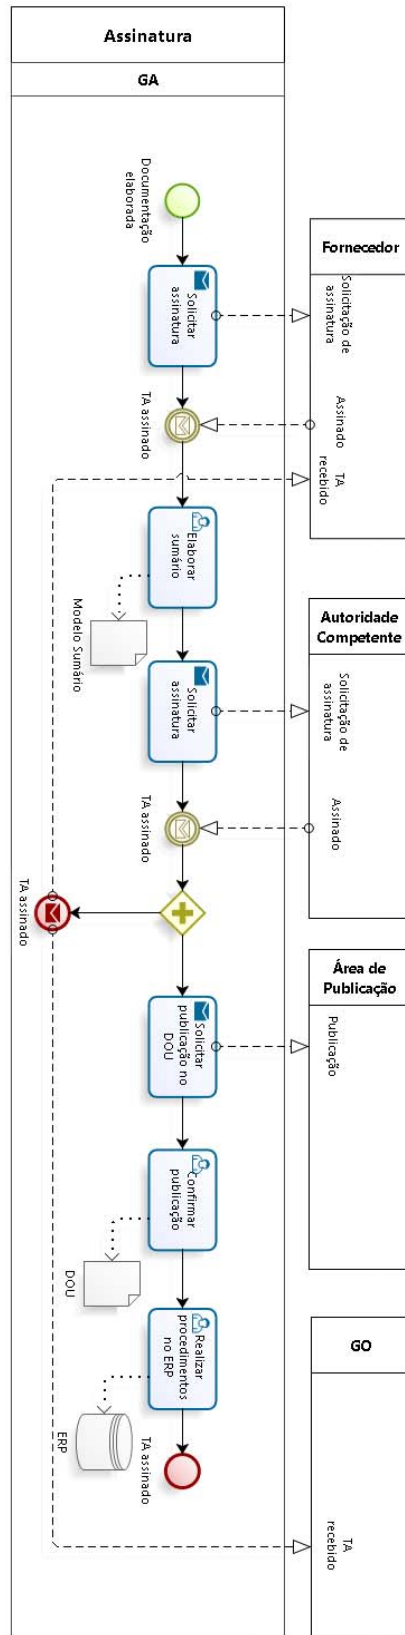 Assinatura
GA
Documentação
elaborada
Solicitar
assinatura
TA assinado
Elaborar
sumário
Modelo Sumário
Solicitar
assinatura
TA assinado
TA assinado
Solicitar
publicação no
DOU
Confirmar
publicação
DOU
Realizar
procedimentos
no ERP
ERP
TA assinado
Fornecedor
Solicitação de
assinatura
Assinado
TA
recebido
Autoridade
Competente
Solicitação de
assinatura
Assinado
Área de
Publicação
Publicação
GO
TA
recebido